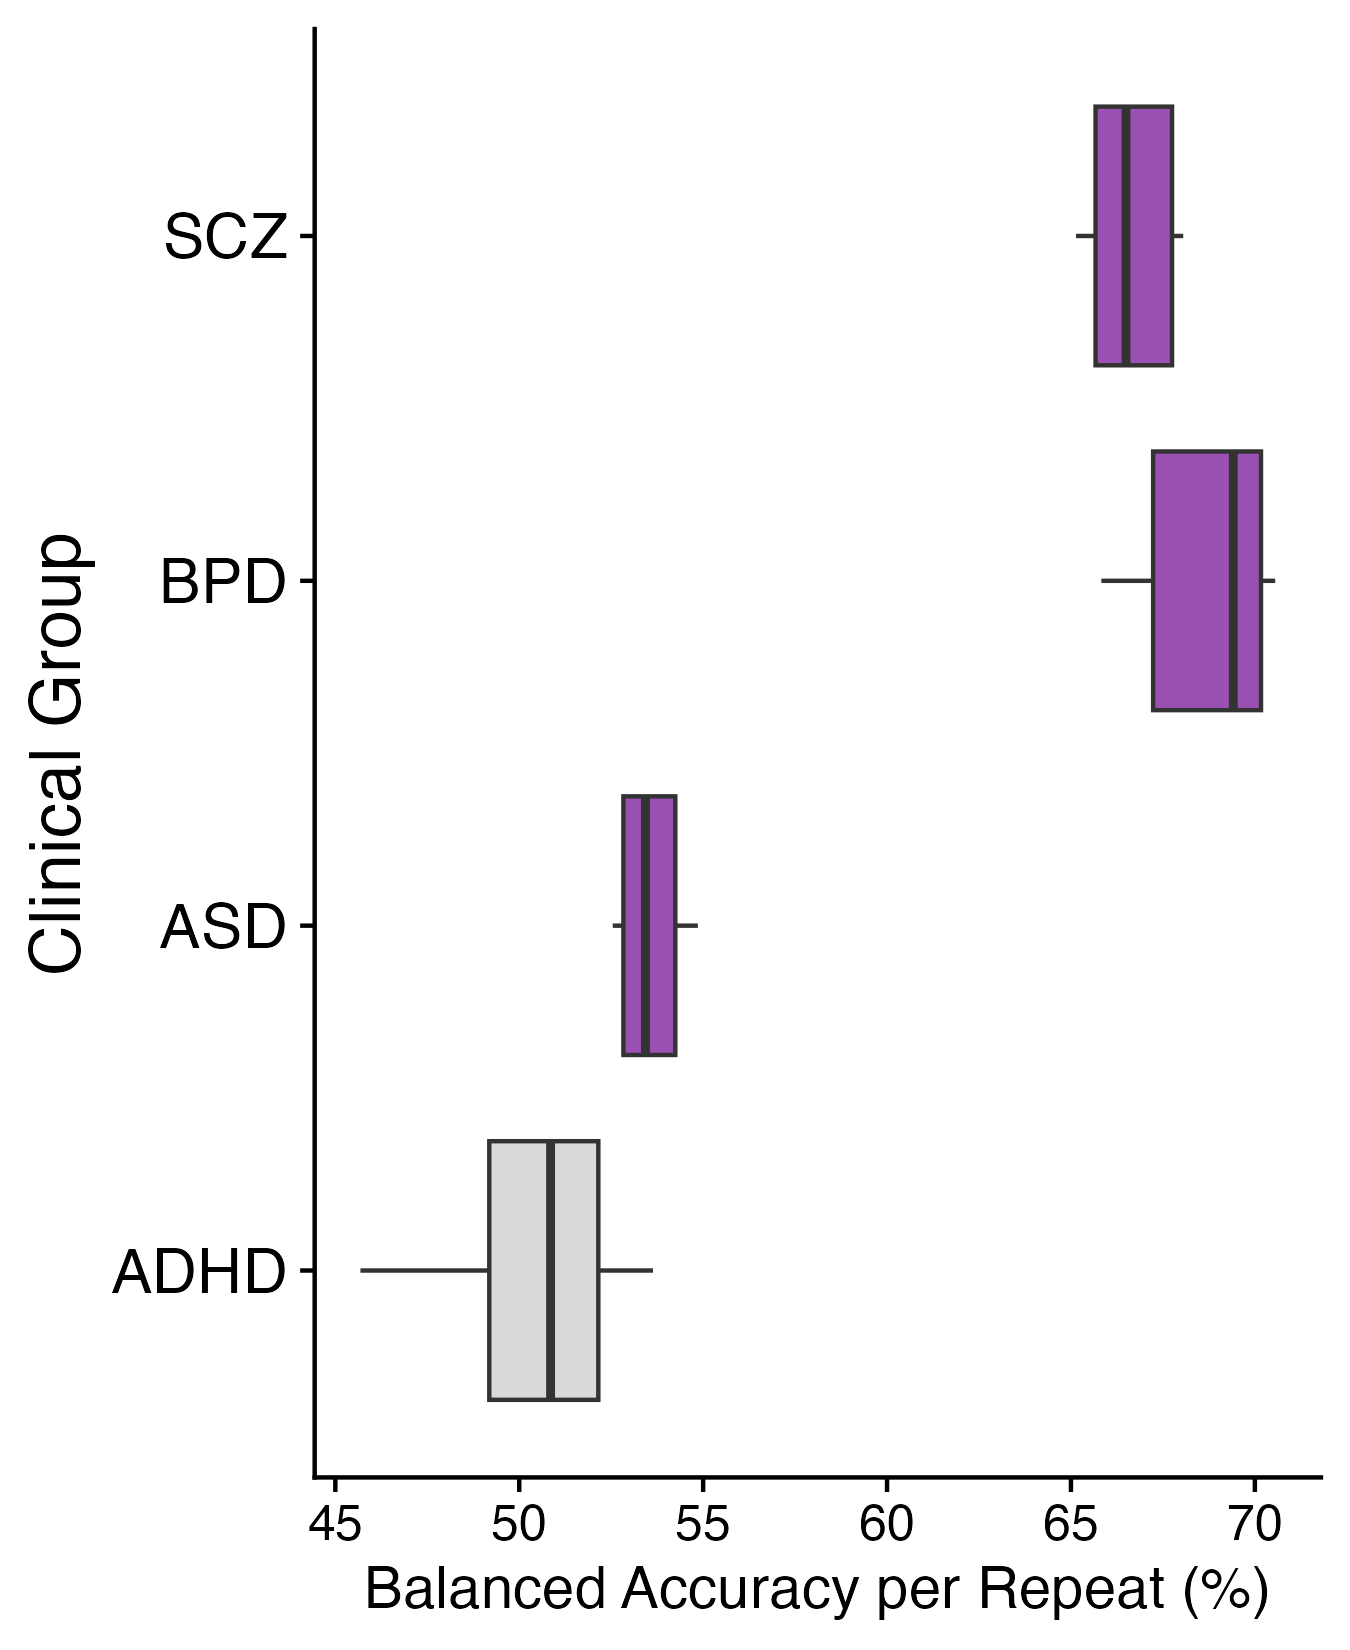 Clinical Group
SCZ
BPD
ASD
ADHD
45 50 55 60 65 70
Balanced Accuracy per Repeat (%)